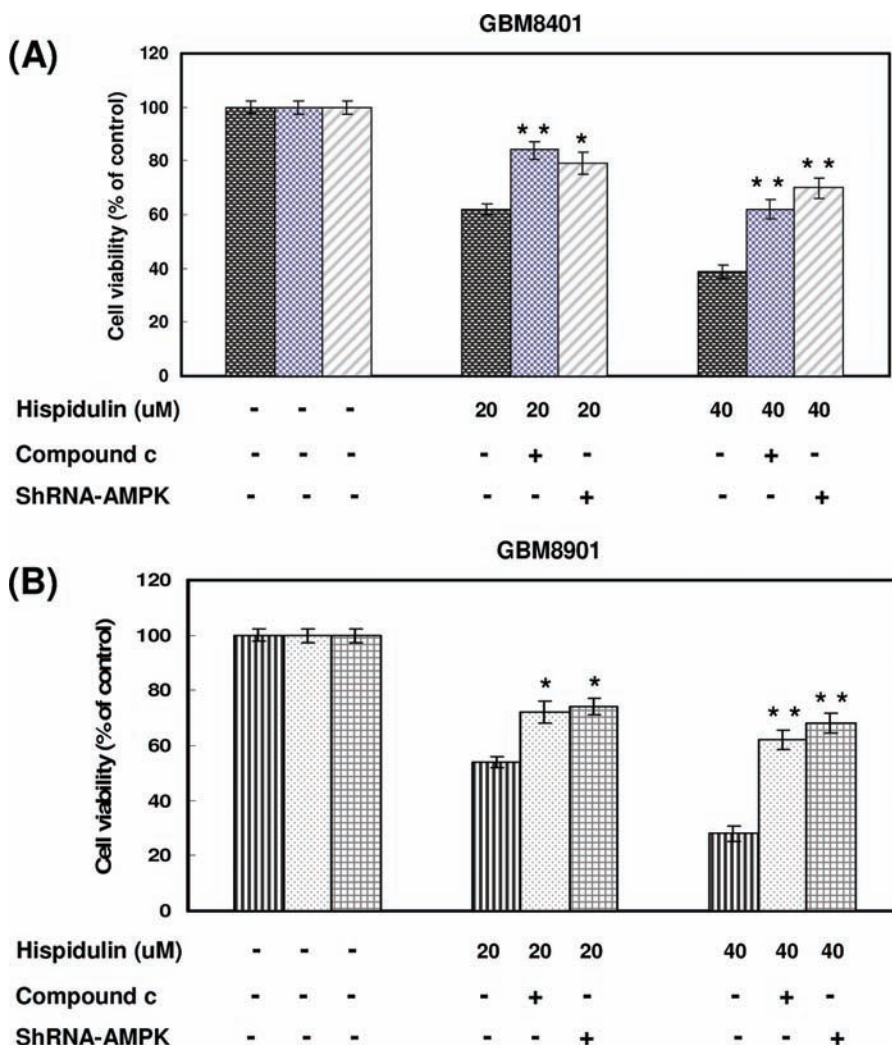 GBM8401
(A)
120
100
80
60
40
20
0
Cell viability (% of control)
* *
*
* *
* *
Hispidulin (uM) - - - 20 20 20 40 40 40
Compound c - - - - + - - + -
ShRNA-AMPK - - - - - + - - +
GBM8901
(B)
120
100
80
60
40
20
0
Cell viability (% of control)
*
*
* *
* *
Hispidulin (uM) - - - 20 20 20 40 40 40
Compound c - - - - + - - + -
ShRNA-AMPK - - - - - + - - +